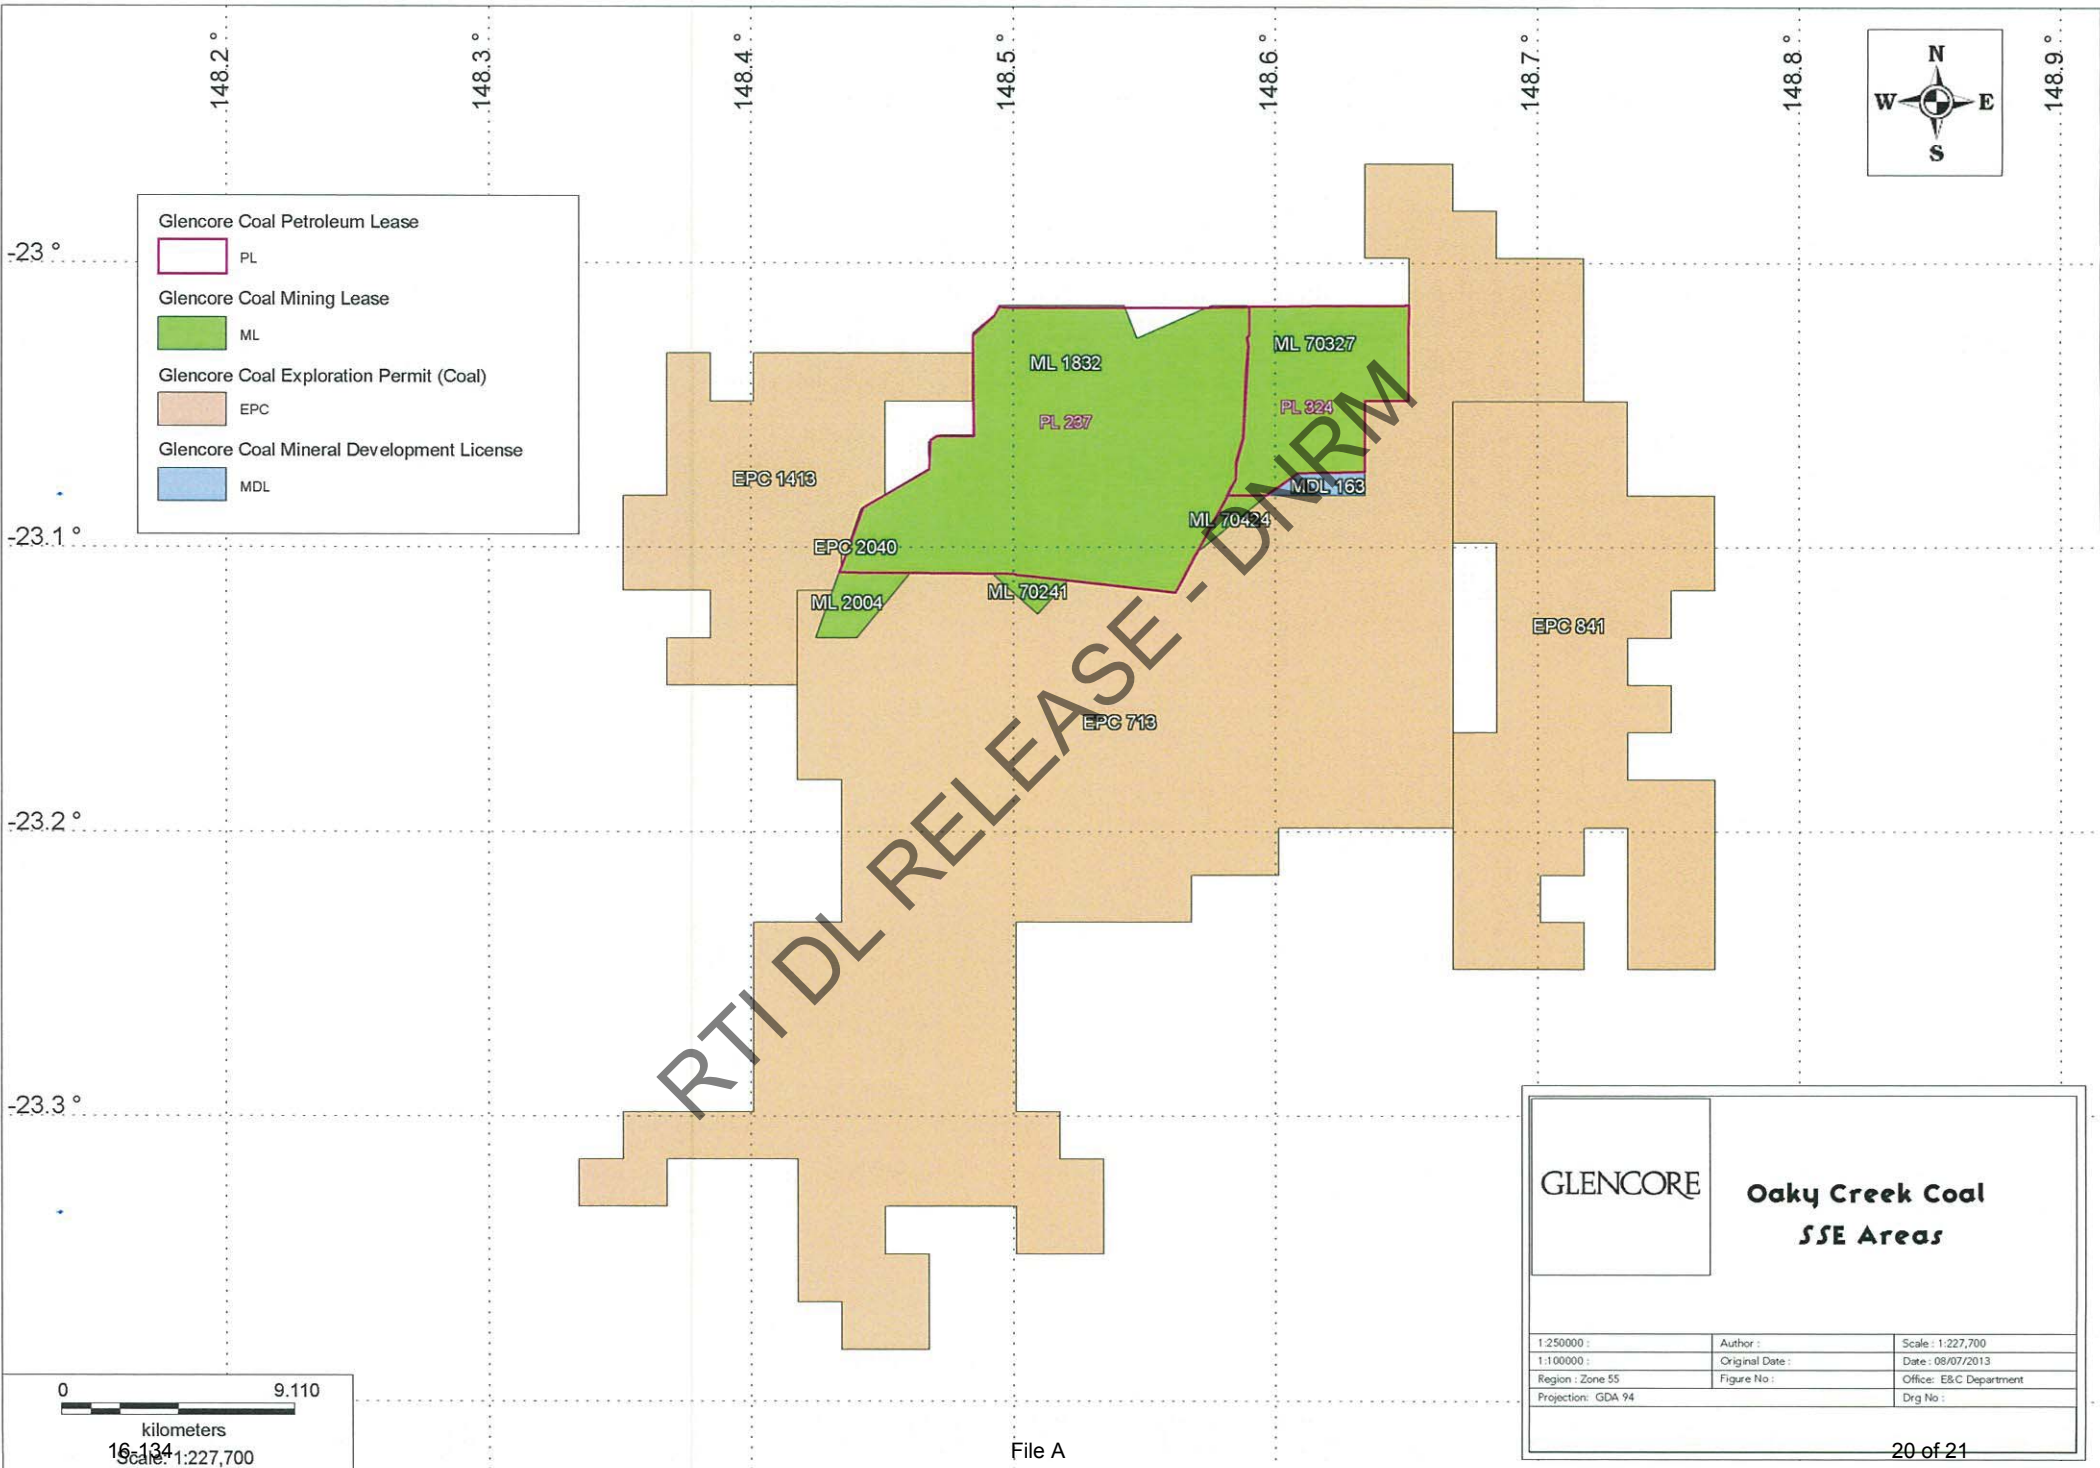 148.2 °
148.3 °
148.4 °
148.5 °
148.6 °
148.7 °
148.8 °
148.9 °
N
W E
S
Glencore Coal Petroleum Lease
PL
Glencore Coal Mining Lease
ML
Glencore Coal Exploration Permit (Coal)
EPC
Glencore Coal Mineral Development License
MDL
-23 °
-23.1 °
-23.2 °
-23.3 °
ML 1832
PL 237
ML 70327
PL 324
EPC 1413
MDL 163
ML 70424
EPC 2040
ML 2004
ML 70241
EPC 841
EPC 713
RTI DL RELEASE - DNRM
GLENCORE
Oaky Creek Coal
SSE Areas
1:250000 : Author : Scale : 1:227,700
1:100000 : Original Date : Date : 08/07/2013
Region : Zone 55 Figure No : Office: E&C Department
Projection: GDA 94 Drg No :
0 9.110
kilometers
Scale: 1:227,700
16-134
File A
20 of 21